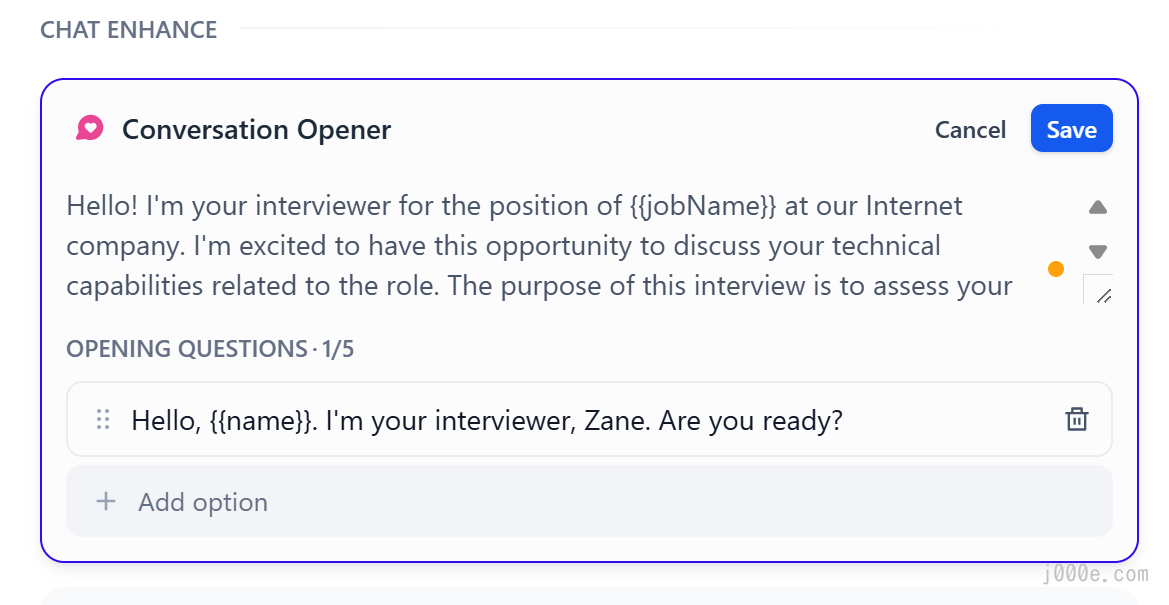 CHAT ENHANCE
Conversation Opener
Cancel
Save
Hello! I'm your interviewer for the position of {{jobName}} at our Internet
company. I'm excited to have this opportunity to discuss your technical
capabilities related to the role. The purpose of this interview is to assess your
OPENING QUESTIONS · 1/5
Hello, {{name}}. I'm your interviewer, Zane. Are you ready?
Add option
j000e.com